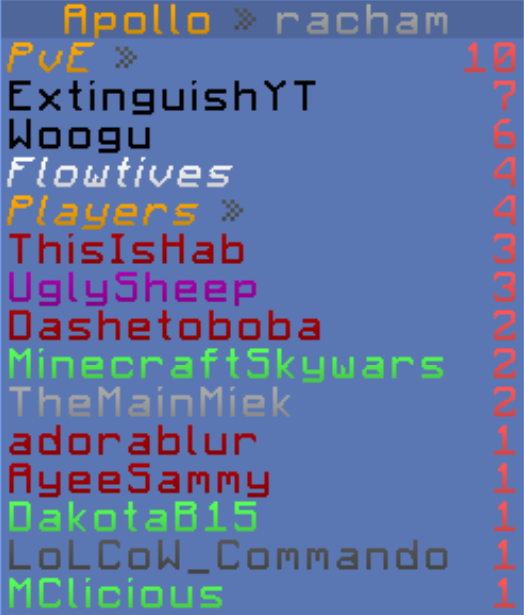 Apollo » racham
PvE » 10
ExtinguishYT 7
Woogu 6
Flowtives 4
Players » 4
ThisIsHab 3
UglySheep 3
Dashetoboba 2
MinecraftSkywars 2
TheMainMiek 2
adorablur 1
AyeeSammy 1
DakotaB15 1
LoLCoW_Commando 1
MClicious 1